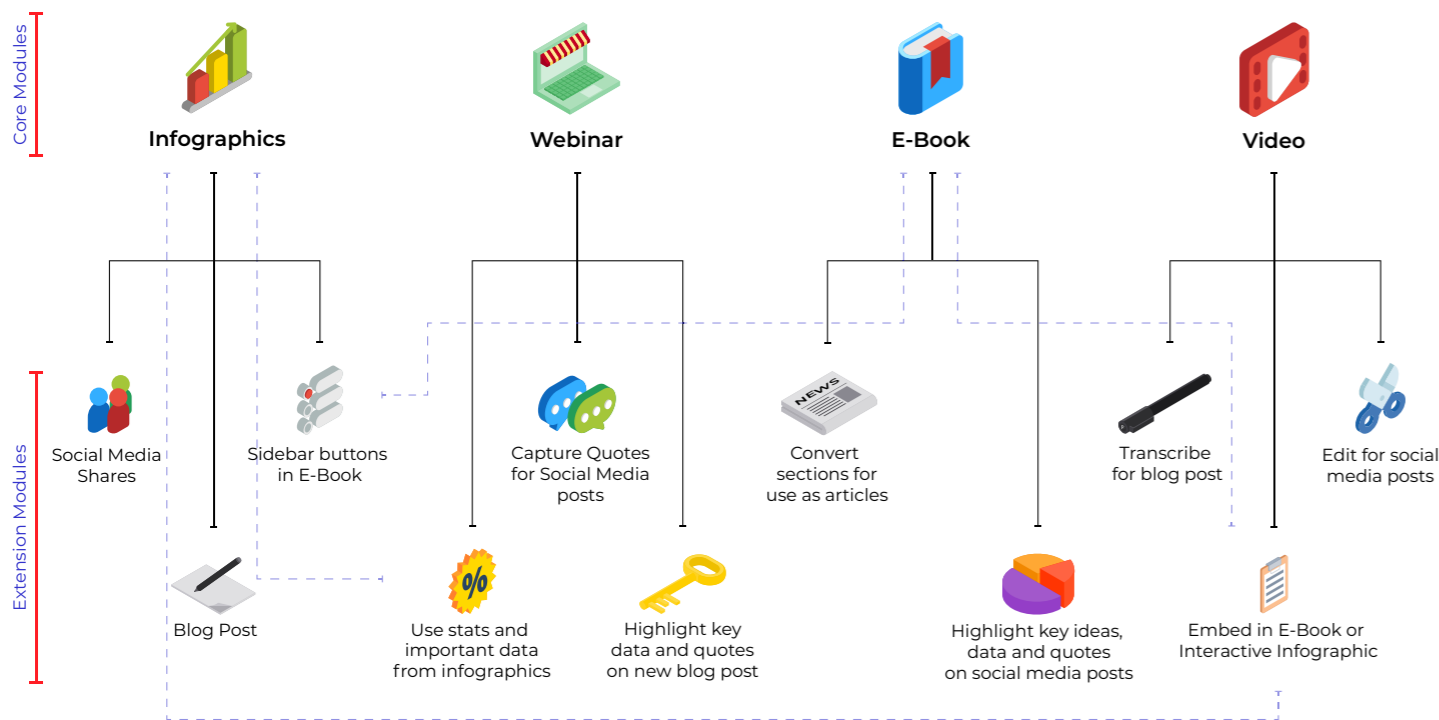 Core Modules
Infographics
Webinar
E-Book
Video
Extension Modules
Social Media
Shares
Sidebar buttons
in E-Book
Capture Quotes
for Social Media
posts
NEWS
Convert
sections for
use as articles
Transcribe
for blog post
Edit for social
media posts
Blog Post
%
Use stats and
important data
from infographics
Highlight key
data and quotes
on new blog post
Highlight key ideas,
data and quotes
on social media posts
Embed in E-Book or
Interactive Infographic